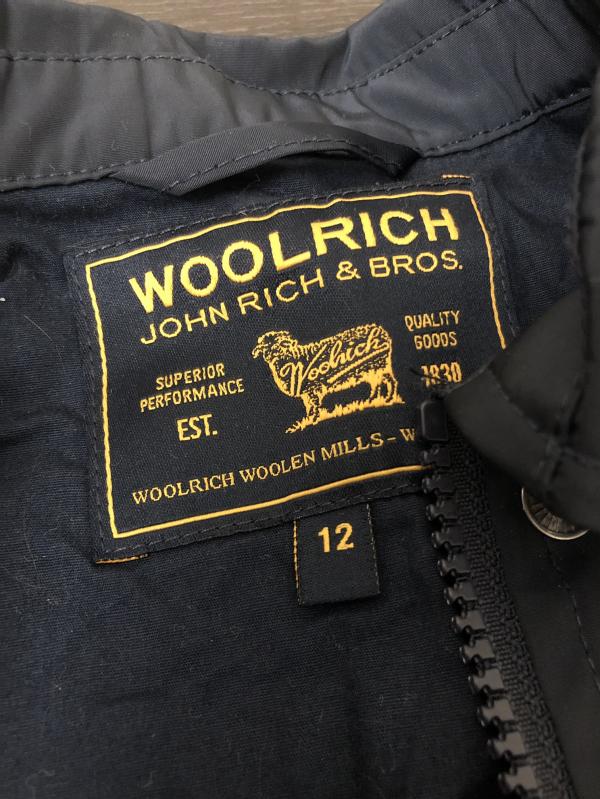 WOOLRICH
JOHN RICH & BROS.
SUPERIOR
PERFORMANCE
EST.
Woolrich
QUALITY
GOODS
1830
WOOLRICH WOOLEN MILLS - W
12